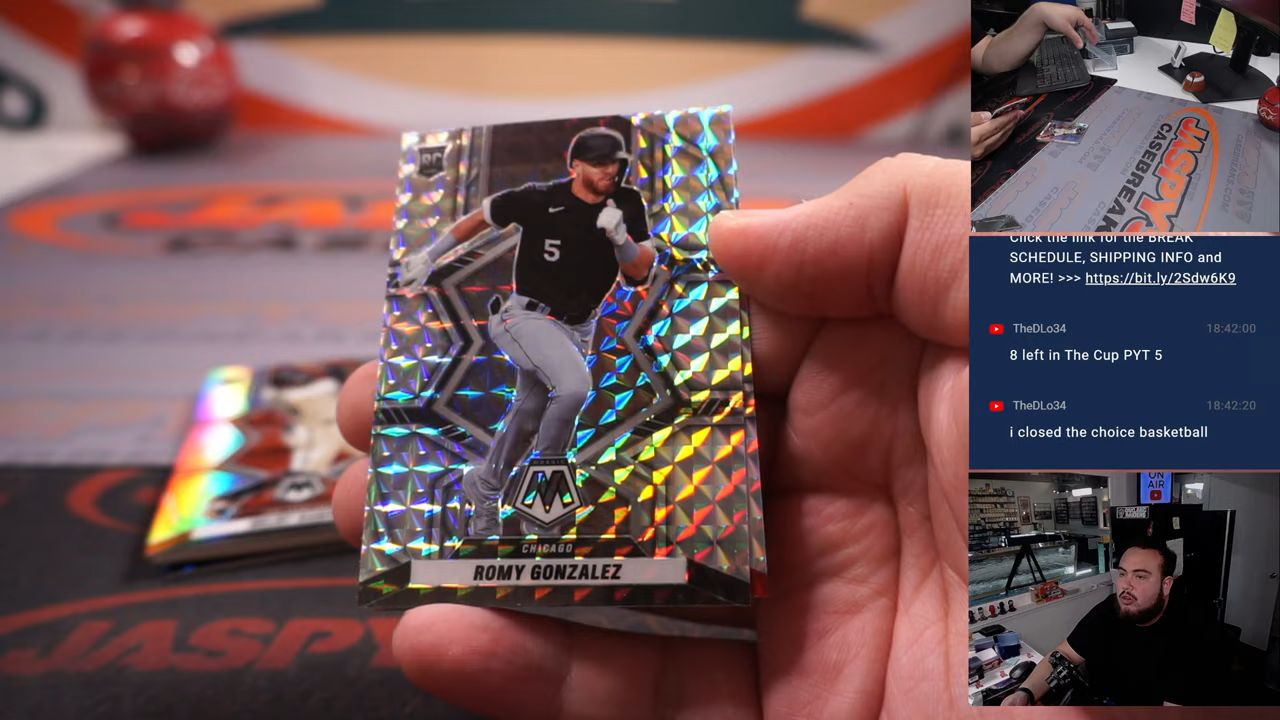 RC
5
MOSAIC
M
CHICAGO
ROMY GONZALEZ
JASPY
JASPY'S
CASEBREAKS
Click the link for the BREAK
SCHEDULE, SHIPPING INFO and
MORE! >>> https://bit.ly/2Sdw6K9
TheDLo34 18:42:00
8 left in The Cup PYT 5
TheDLo34 18:42:20
i closed the choice basketball
ON
AIR